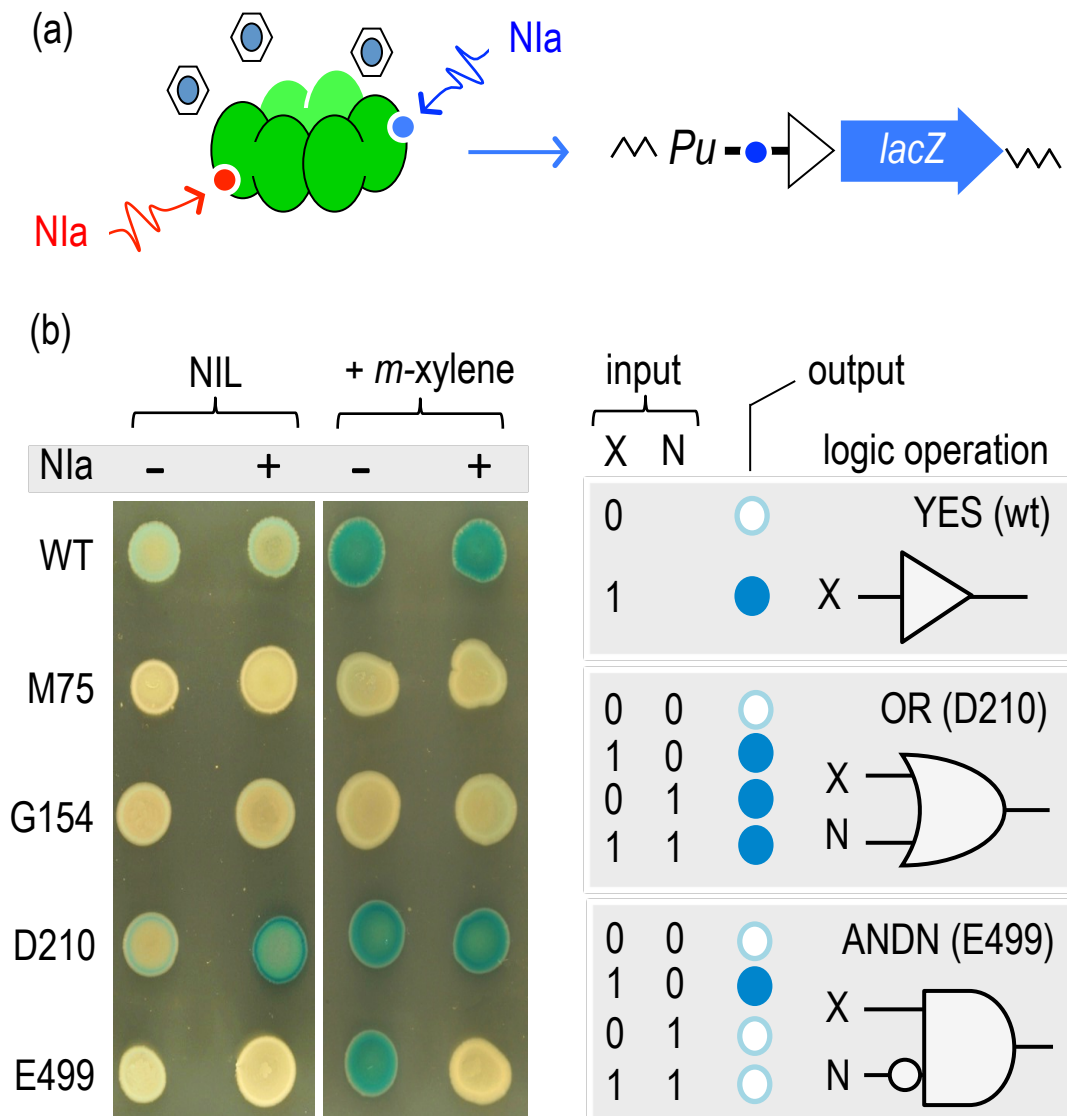 (a)
NIa
NIa
Pu
lacZ
(b)
NIL
+ m-xylene
NIa - + - +
WT
M75
G154
D210
E499
input
output
X N
logic operation
0
1
YES (wt)
X
0 0
1 0
0 1
1 1
OR (D210)
X
N
0 0
1 0
0 1
1 1
ANDN (E499)
X
N